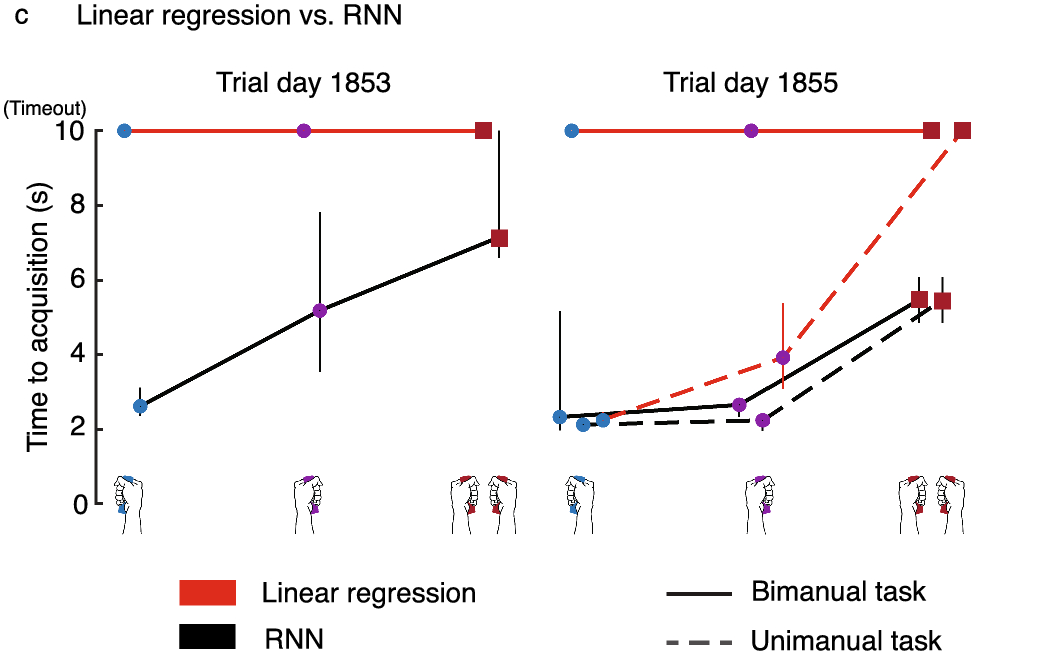 c Linear regression vs. RNN
Trial day 1853
Trial day 1855
(Timeout)
10
8
6
4
2
0
Time to acquisition (s)
Linear regression
RNN
Bimanual task
Unimanual task